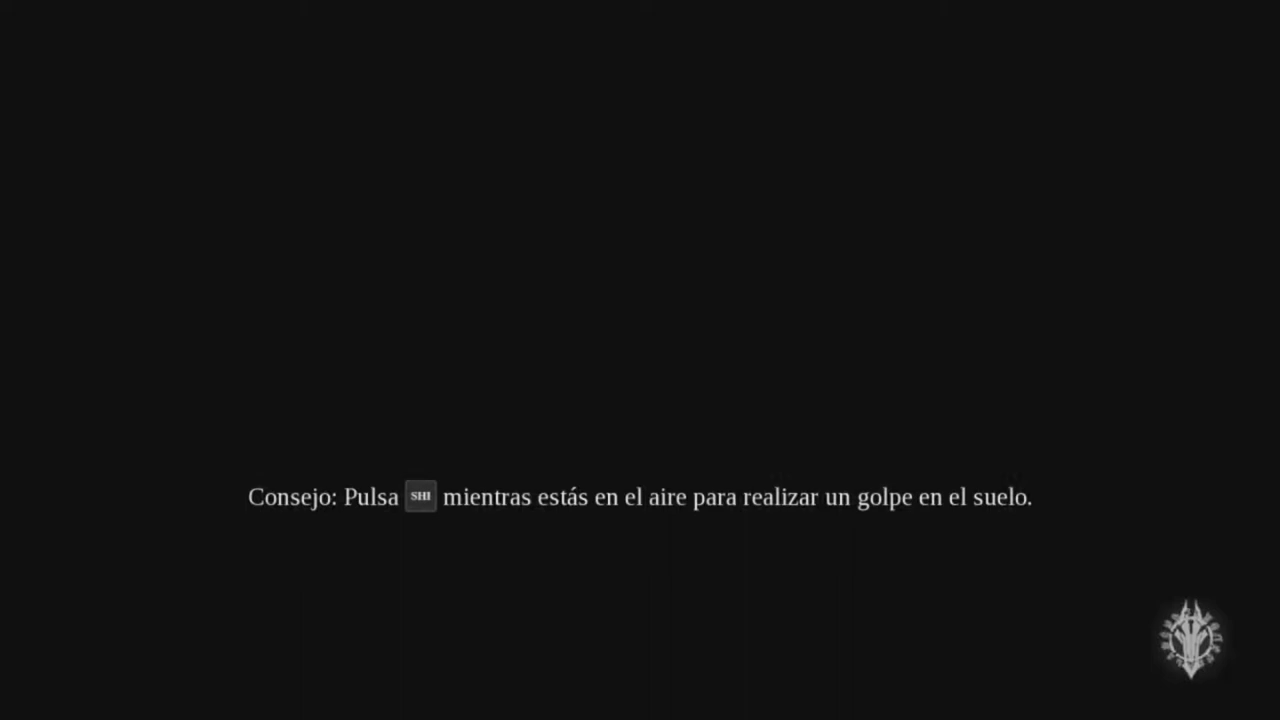 Consejo: Pulsa SHI mientras estás en el aire para realizar un golpe en el suelo.